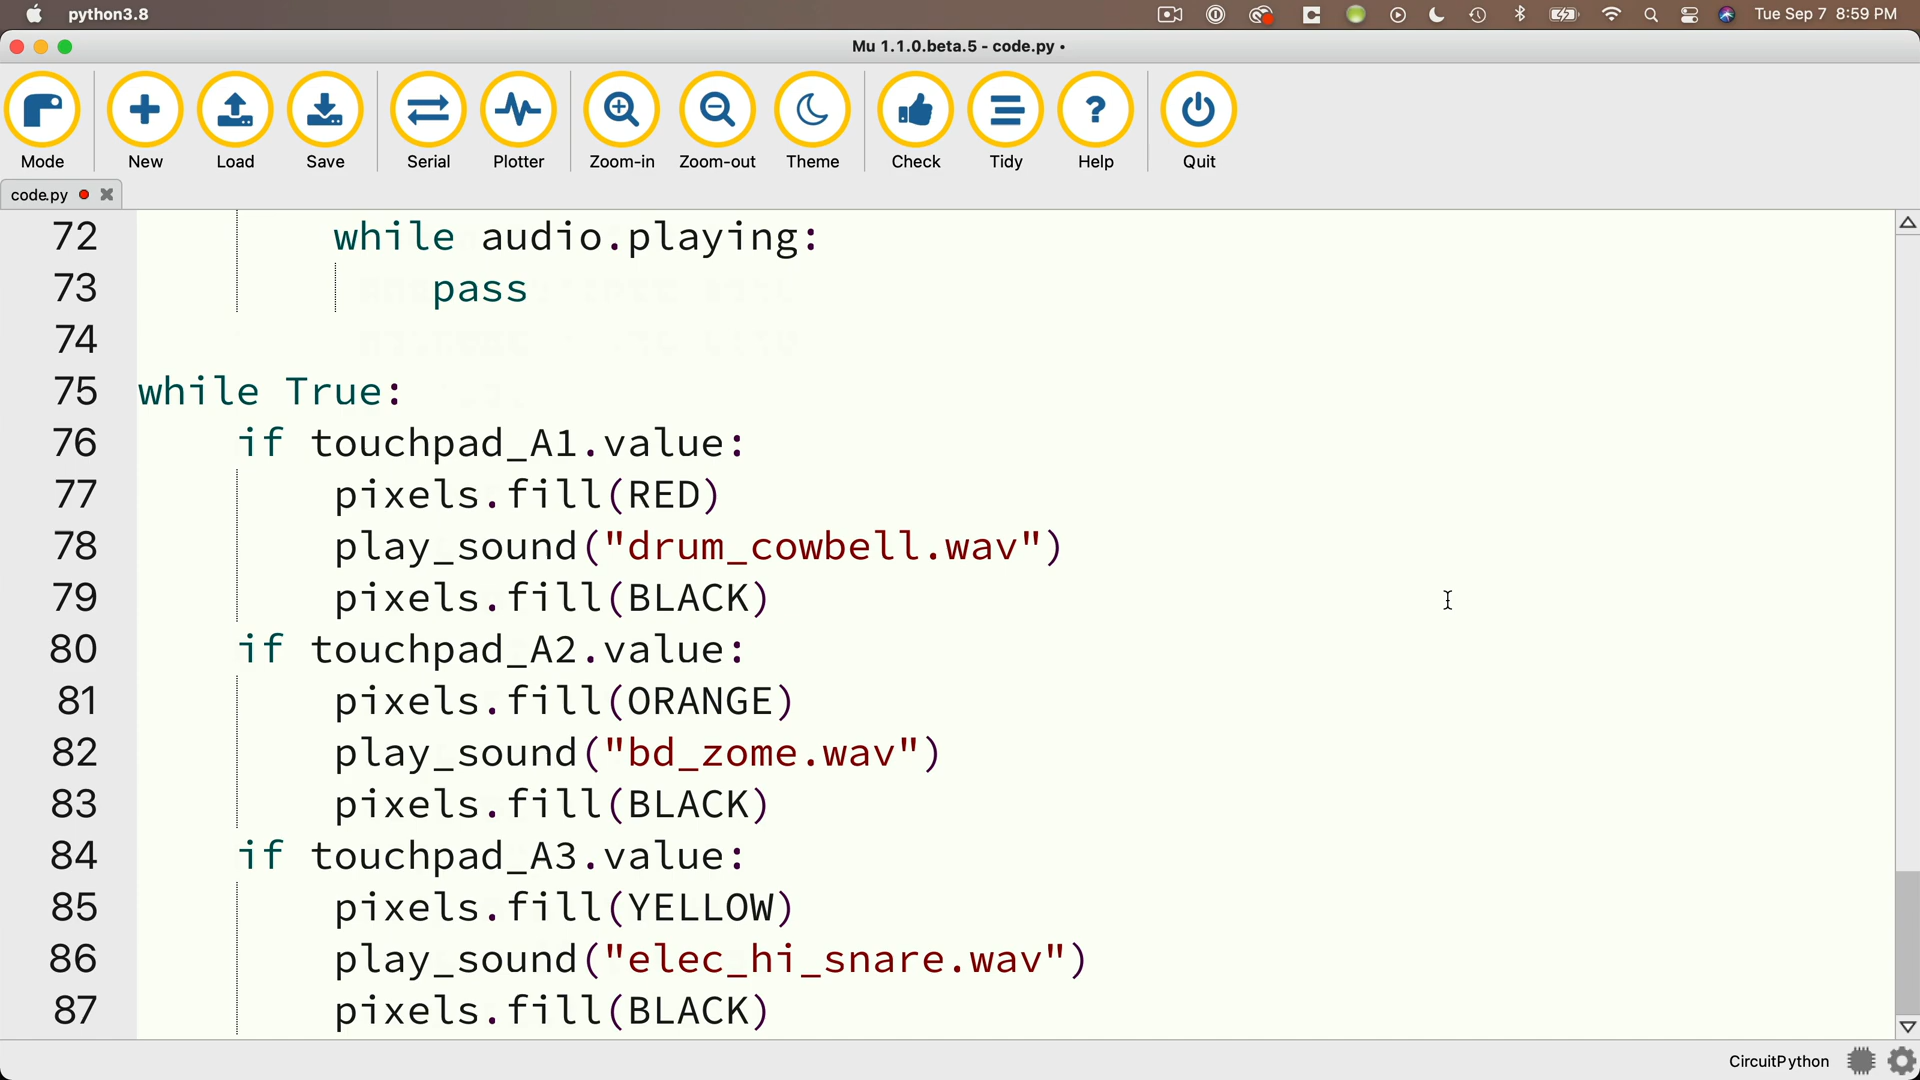 python3.8
Tue Sep 7 8:59 PM
Mu 1.1.0.beta.5 - code.py •
Mode New Load Save Serial Plotter Zoom-in Zoom-out Theme Check Tidy Help Quit
code.py
72 while audio.playing:
73 pass
74
75 while True:
76 if touchpad_A1.value:
77 pixels.fill(RED)
78 play_sound("drum_cowbell.wav")
79 pixels.fill(BLACK)
80 if touchpad_A2.value:
81 pixels.fill(ORANGE)
82 play_sound("bd_zome.wav")
83 pixels.fill(BLACK)
84 if touchpad_A3.value:
85 pixels.fill(YELLOW)
86 play_sound("elec_hi_snare.wav")
87 pixels.fill(BLACK)
CircuitPython